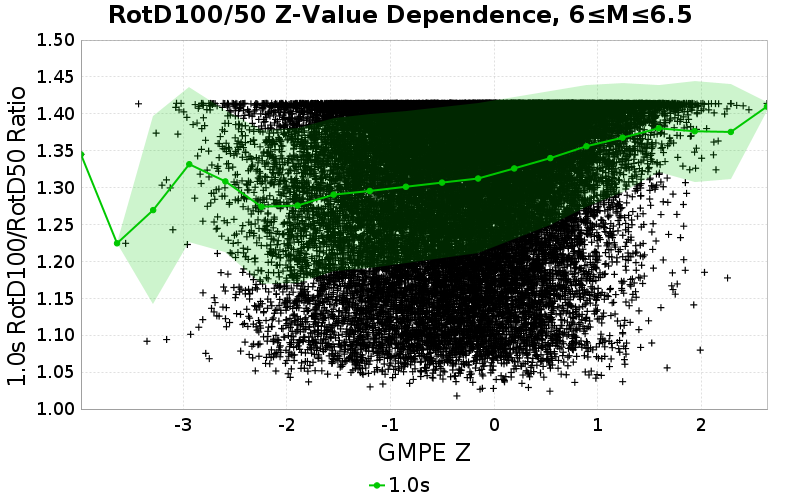 RotD100/50 Z-Value Dependence, 6≤M≤6.5
1.50
1.45
1.40
1.35
1.30
1.25
1.20
1.15
1.10
1.05
1.00
1.0s RotD100/RotD50 Ratio
-3 -2 -1 0 1 2
GMPE Z
1.0s